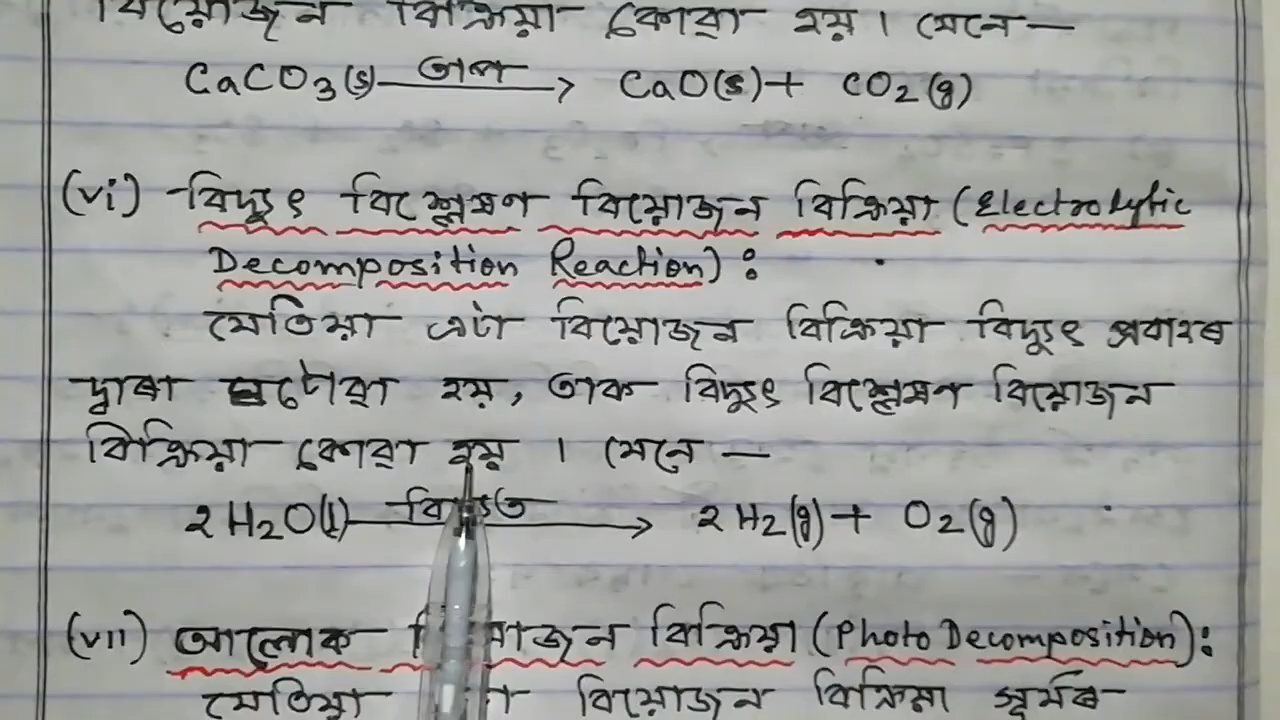 বিয়োজন বিক্ৰিয়া কোৱা হয়। যেনে—
CaCO3(s) —তাপ→ CaO(s) + CO2(g)
(vi) বিদ্যুৎ বিশ্লেষণ বিয়োজন বিক্ৰিয়া (Electrolytic
Decomposition Reaction) :
যেতিয়া এটা বিয়োজন বিক্ৰিয়া বিদ্যুৎ প্ৰবাহৰ
দ্বাৰা ঘটোৱা হয়, তাক বিদ্যুৎ বিশ্লেষণ বিয়োজন
বিক্ৰিয়া কোৱা হয় । যেনে —
2H2O(l) → 2H2(g) + O2(g)
(vii) আলোক বিক্ৰিয়া (Photo Decomposition) :
যেতিয়া বিয়োজন বিক্ৰিয়া সূৰ্যৰ